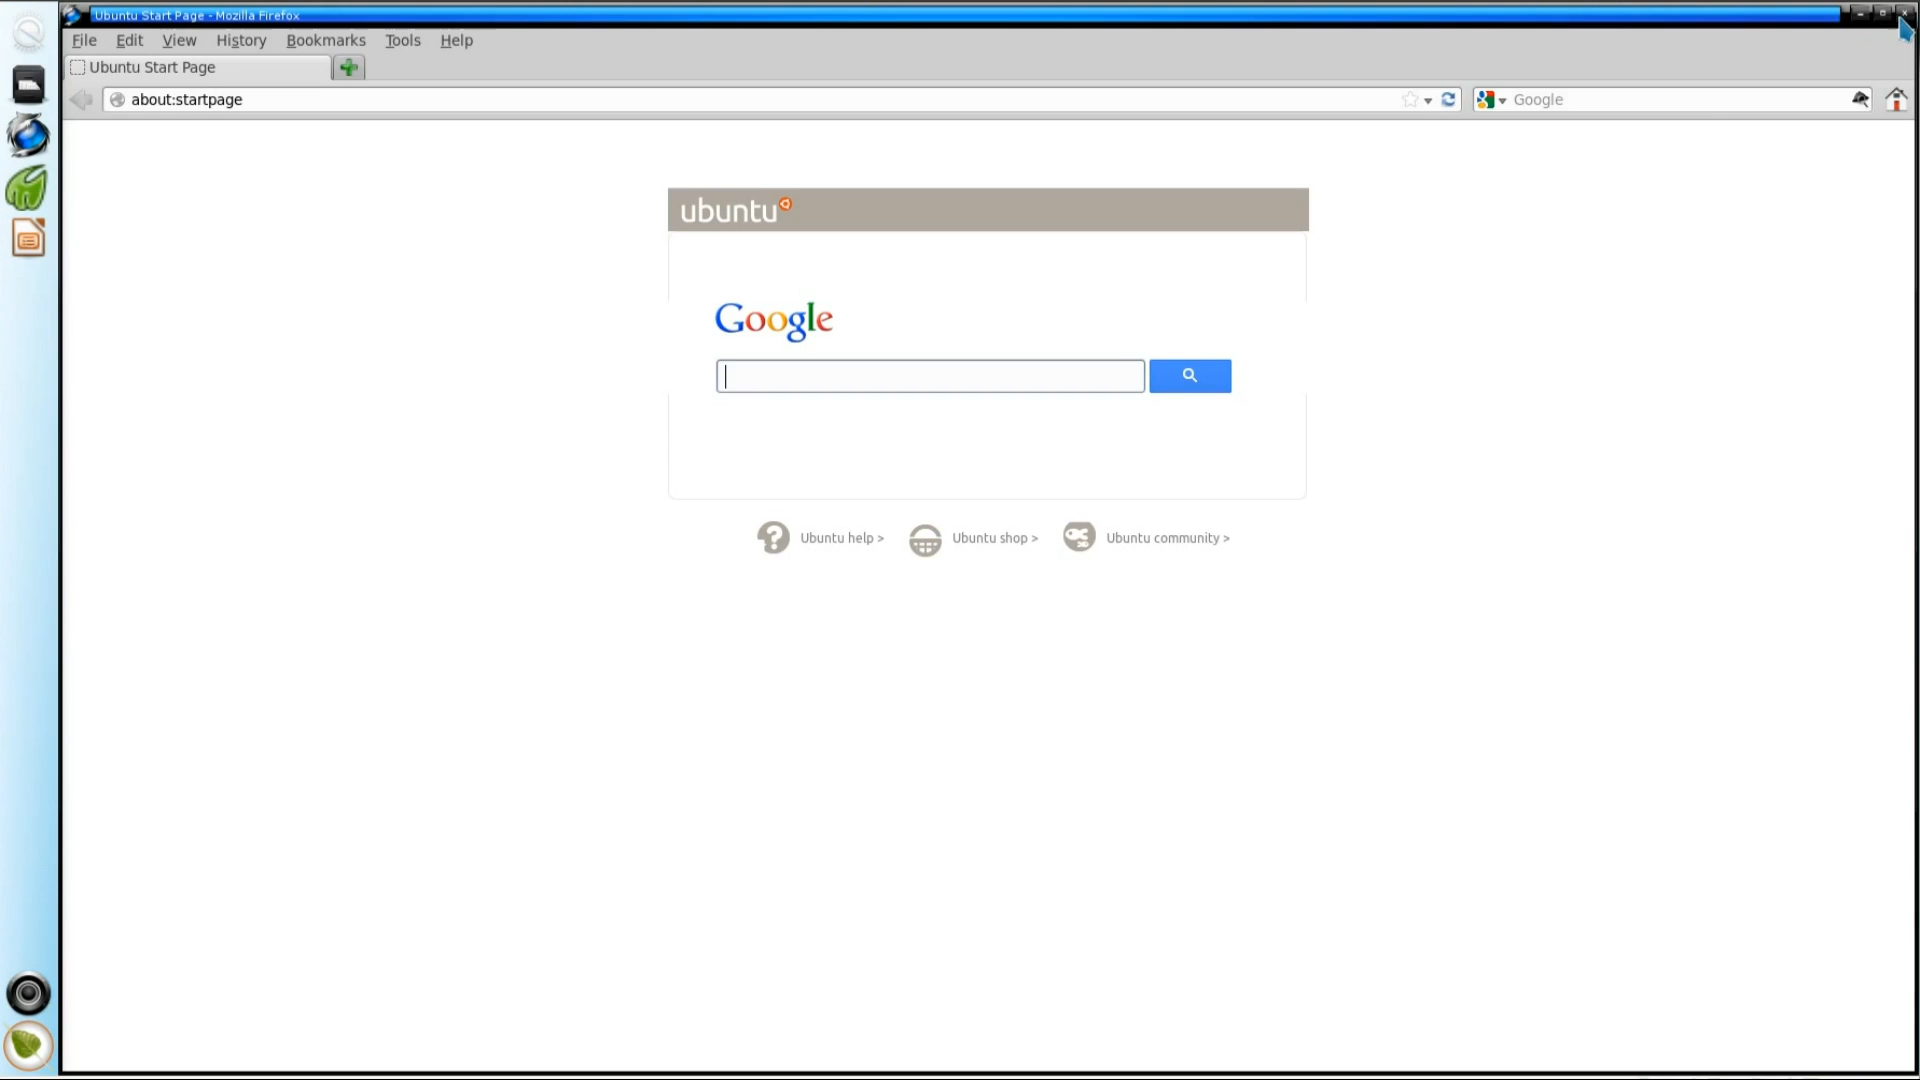 Ubuntu Start Page - Mozilla Firefox
File Edit View History Bookmarks Tools Help
Ubuntu Start Page
about:startpage
Google
ubuntu
Google
Ubuntu help > Ubuntu shop > Ubuntu community >